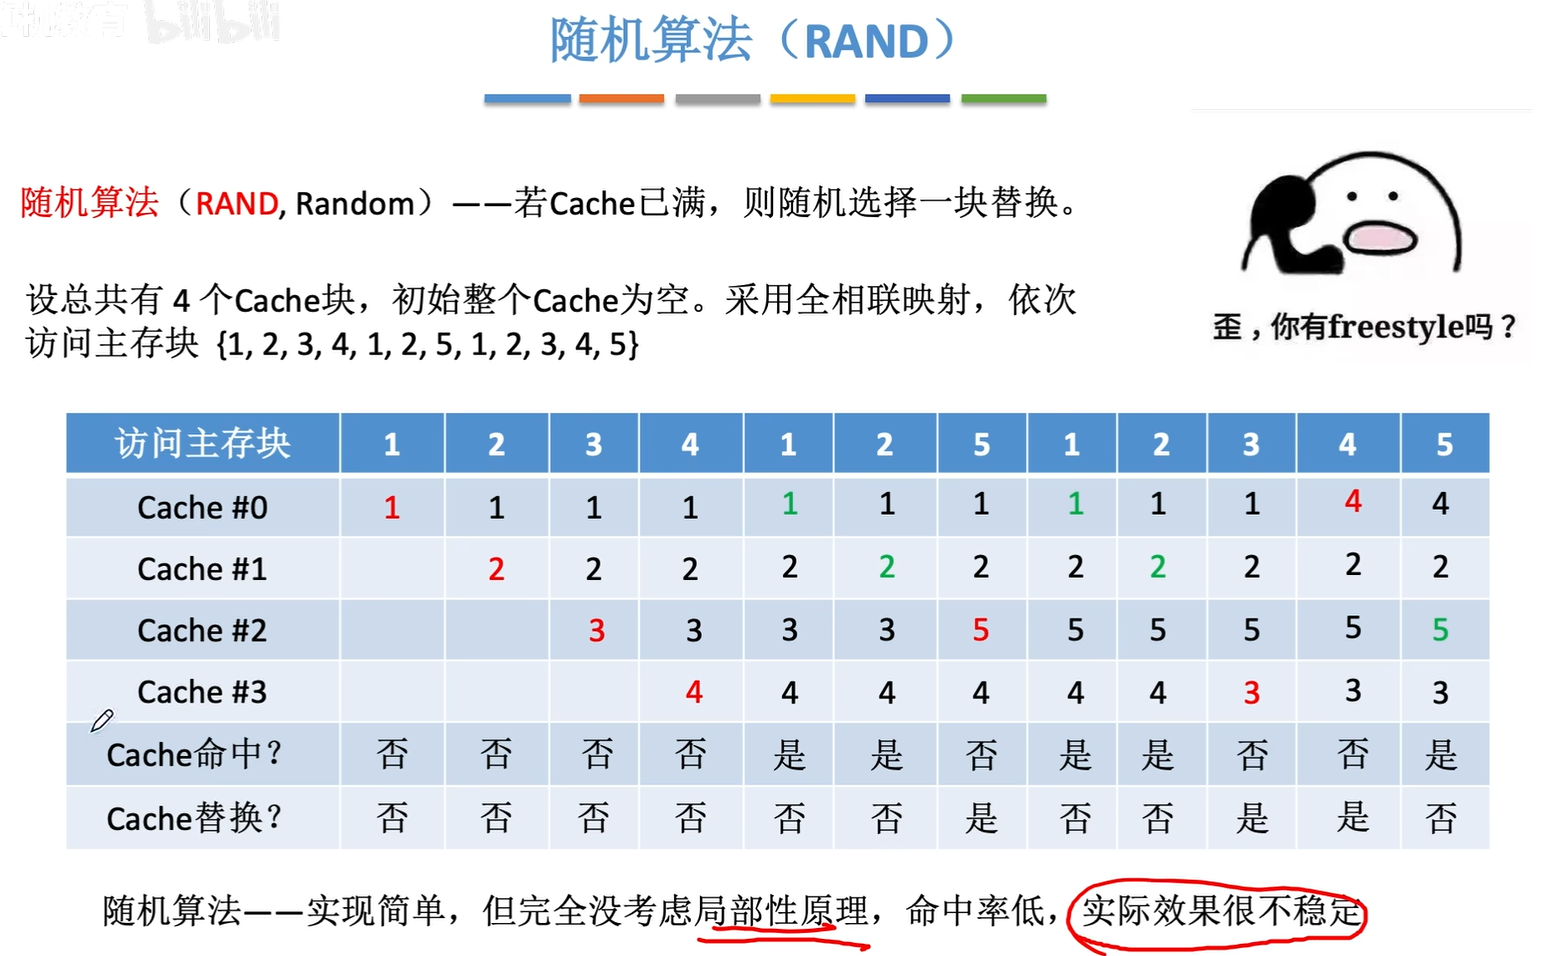 教育 bilibili
随机算法（RAND）
随机算法（RAND, Random）——若Cache已满，则随机选择一块替换。
设总共有 4 个Cache块，初始整个Cache为空。采用全相联映射，依次
访问主存块 {1, 2, 3, 4, 1, 2, 5, 1, 2, 3, 4, 5}
歪，你有freestyle吗？
访问主存块 1 2 3 4 1 2 5 1 2 3 4 5
Cache #0 1 1 1 1 1 1 1 1 1 1 4 4
Cache #1 2 2 2 2 2 2 2 2 2 2 2
Cache #2 3 3 3 3 5 5 5 5 5 5
Cache #3 4 4 4 4 4 4 3 3 3
Cache命中？ 否 否 否 否 是 是 否 是 是 否 否 是
Cache替换？ 否 否 否 否 否 否 是 否 否 是 是 否
随机算法——实现简单，但完全没考虑局部性原理，命中率低，实际效果很不稳定